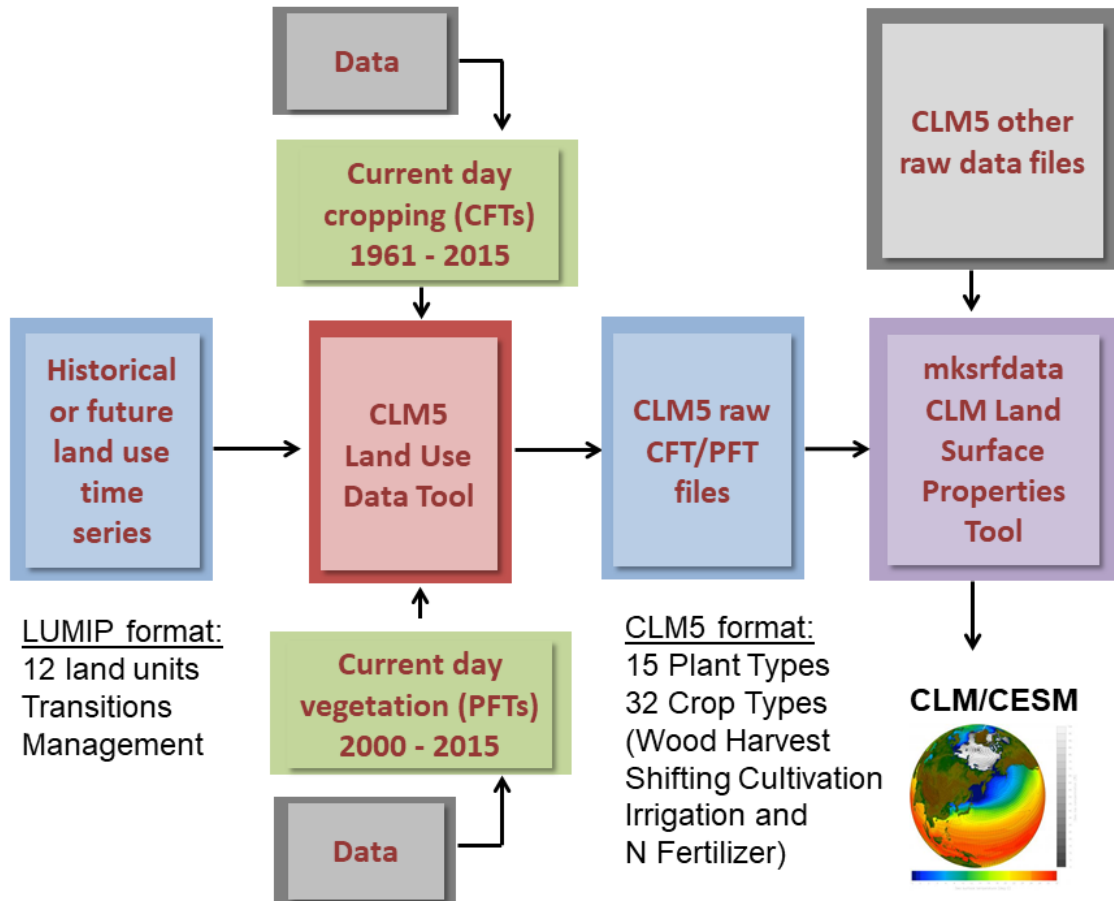 Data
Current day
cropping (CFTs)
1961 - 2015
CLM5 other
raw data files
Historical
or future
land use
time
series
CLM5
Land Use
Data Tool
CLM5 raw
CFT/PFT
files
mksrfdata
CLM Land
Surface
Properties
Tool
LUMIP format:
12 land units
Transitions
Management
Current day
vegetation (PFTs)
2000 - 2015
Data
CLM5 format:
15 Plant Types
32 Crop Types
(Wood Harvest
Shifting Cultivation
Irrigation and
N Fertilizer)
CLM/CESM